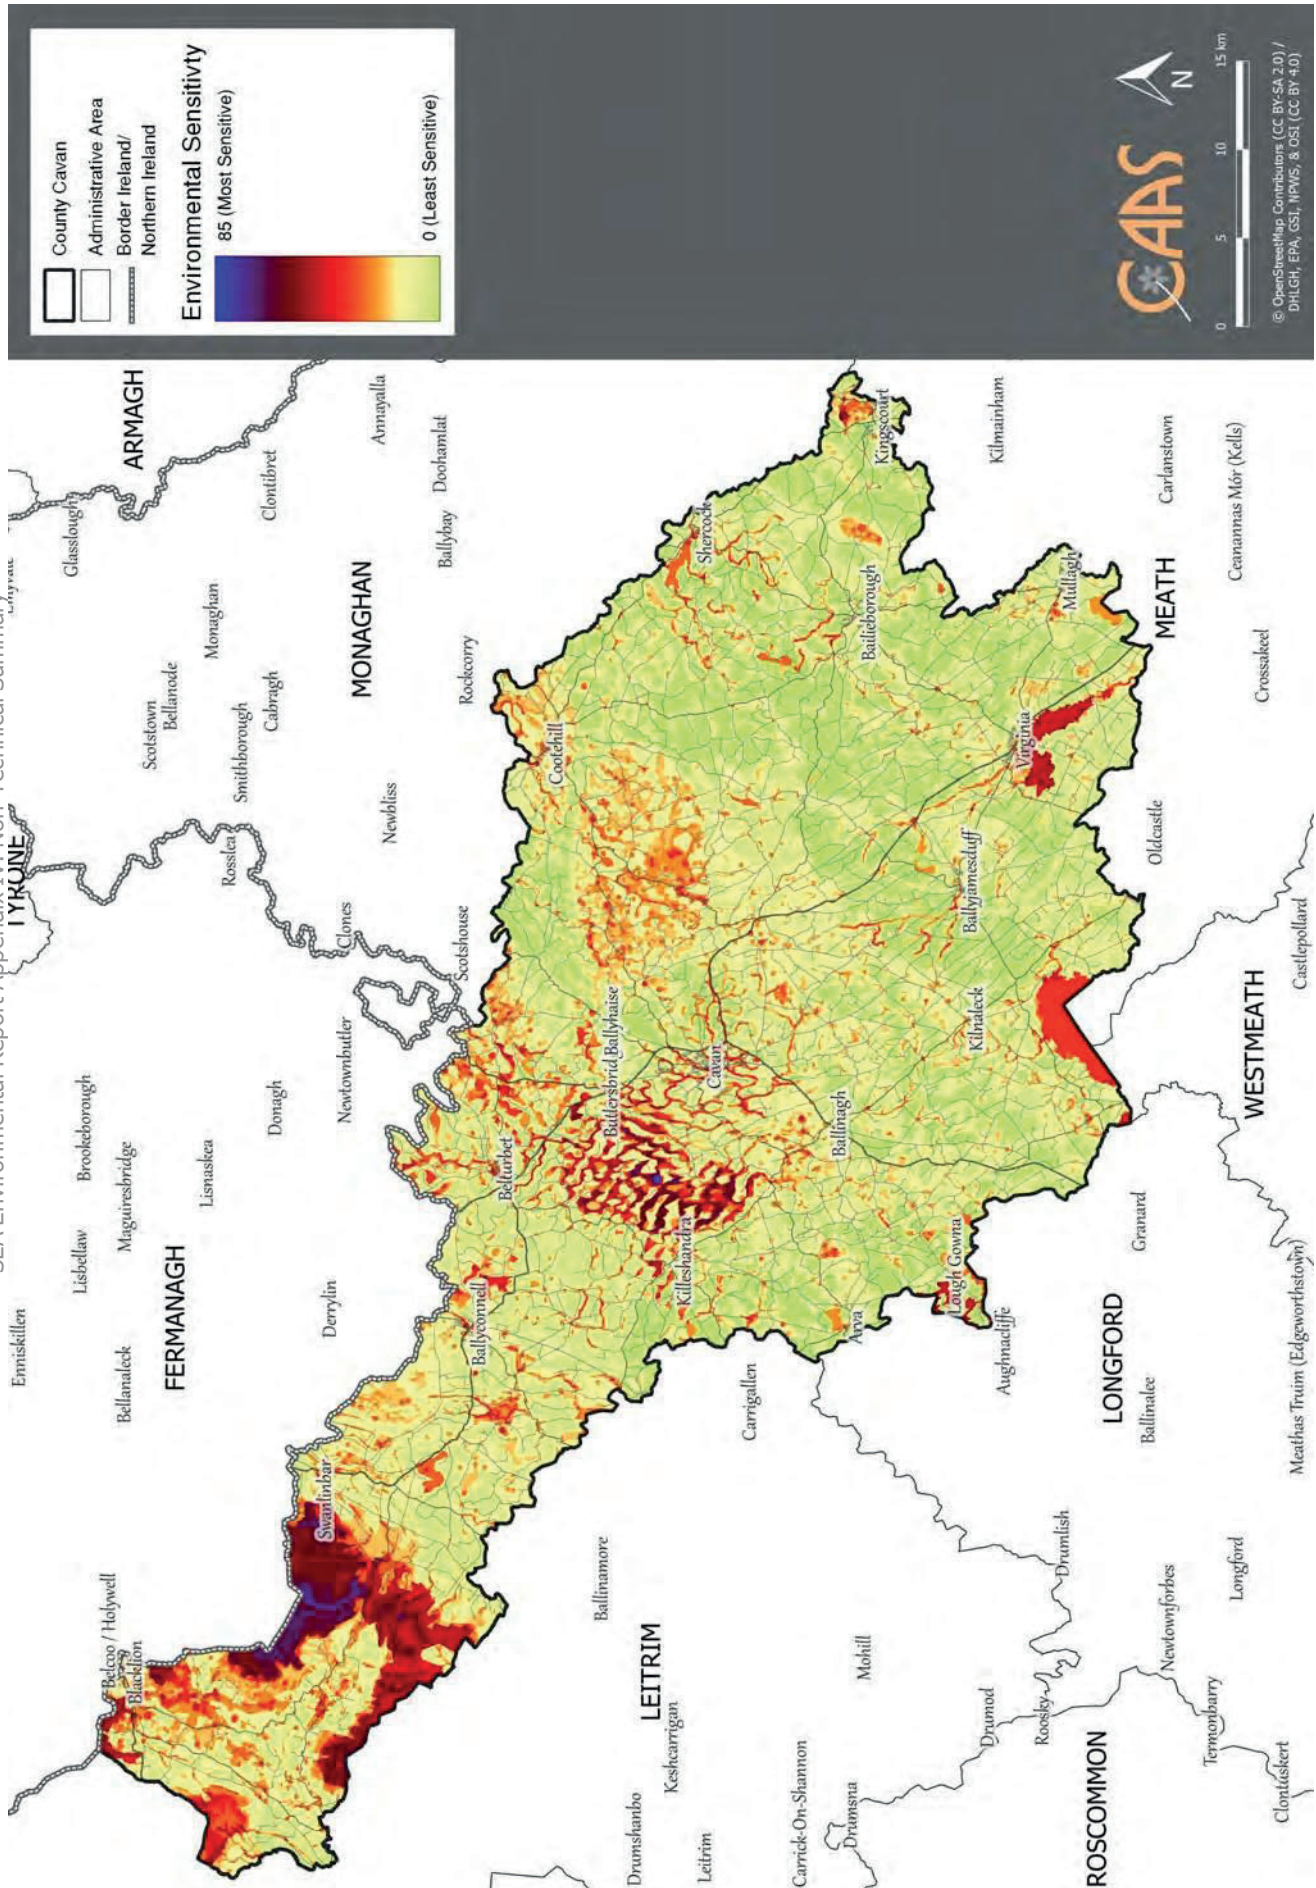 County Cavan
Administrative Area
Border Ireland/
Northern Ireland
Environmental Sensitivty
85 (Most Sensitive)
0 (Least Sensitive)
CAAS
N
0 5 10 15 km
© OpenStreetMap Contributors (CC BY-SA 2.0) /
DHLGH, EPA, GSI, NPWS, & OSI (CC BY 4.0)
TYRONE
ARMAGH
Glasslough
Clontibret
Annayalla
Doohamlat
Ballybay
Monaghan
Scotstown
Bellanode
Smithborough
Cabragh
MONAGHAN
Rockcorry
Newbliss
Rosslea
Clones
Scotshouse
Newtownbutler
Donagh
Brookeborough
Maguiresbridge
Lisnaskea
Lisbellaw
FERMANAGH
Enniskillen
Bellanaleck
Derrylin
Belcoo / Holywell
Blacklion
Swanlinbar
Ballyconnell
Belturbet
Butlersbrid
Ballyhaise
Cavan
Cootehill
Shercock
Kingscourt
Bailieborough
Mullagh
Virginia
Ballyjamesduff
Kilnaleck
Ballinagh
Killeshandra
Arva
Lough Gowna
Kilmainham
Carlanstown
Ceanannas Mór (Kells)
MEATH
Crossakeel
Oldcastle
Castlepollard
WESTMEATH
Granard
LONGFORD
Aughnacliffe
Ballinalee
Meathas Truim (Edgeworthstown)
Carrigallen
Ballinamore
LEITRIM
Keshcarrigan
Drumshanbo
Leitrim
Carrick-On-Shannon
Drumsna
Mohill
Drumod
Roosky
Drumlish
Newtownforbes
Longford
Termonbarry
Clontuskert
ROSCOMMON